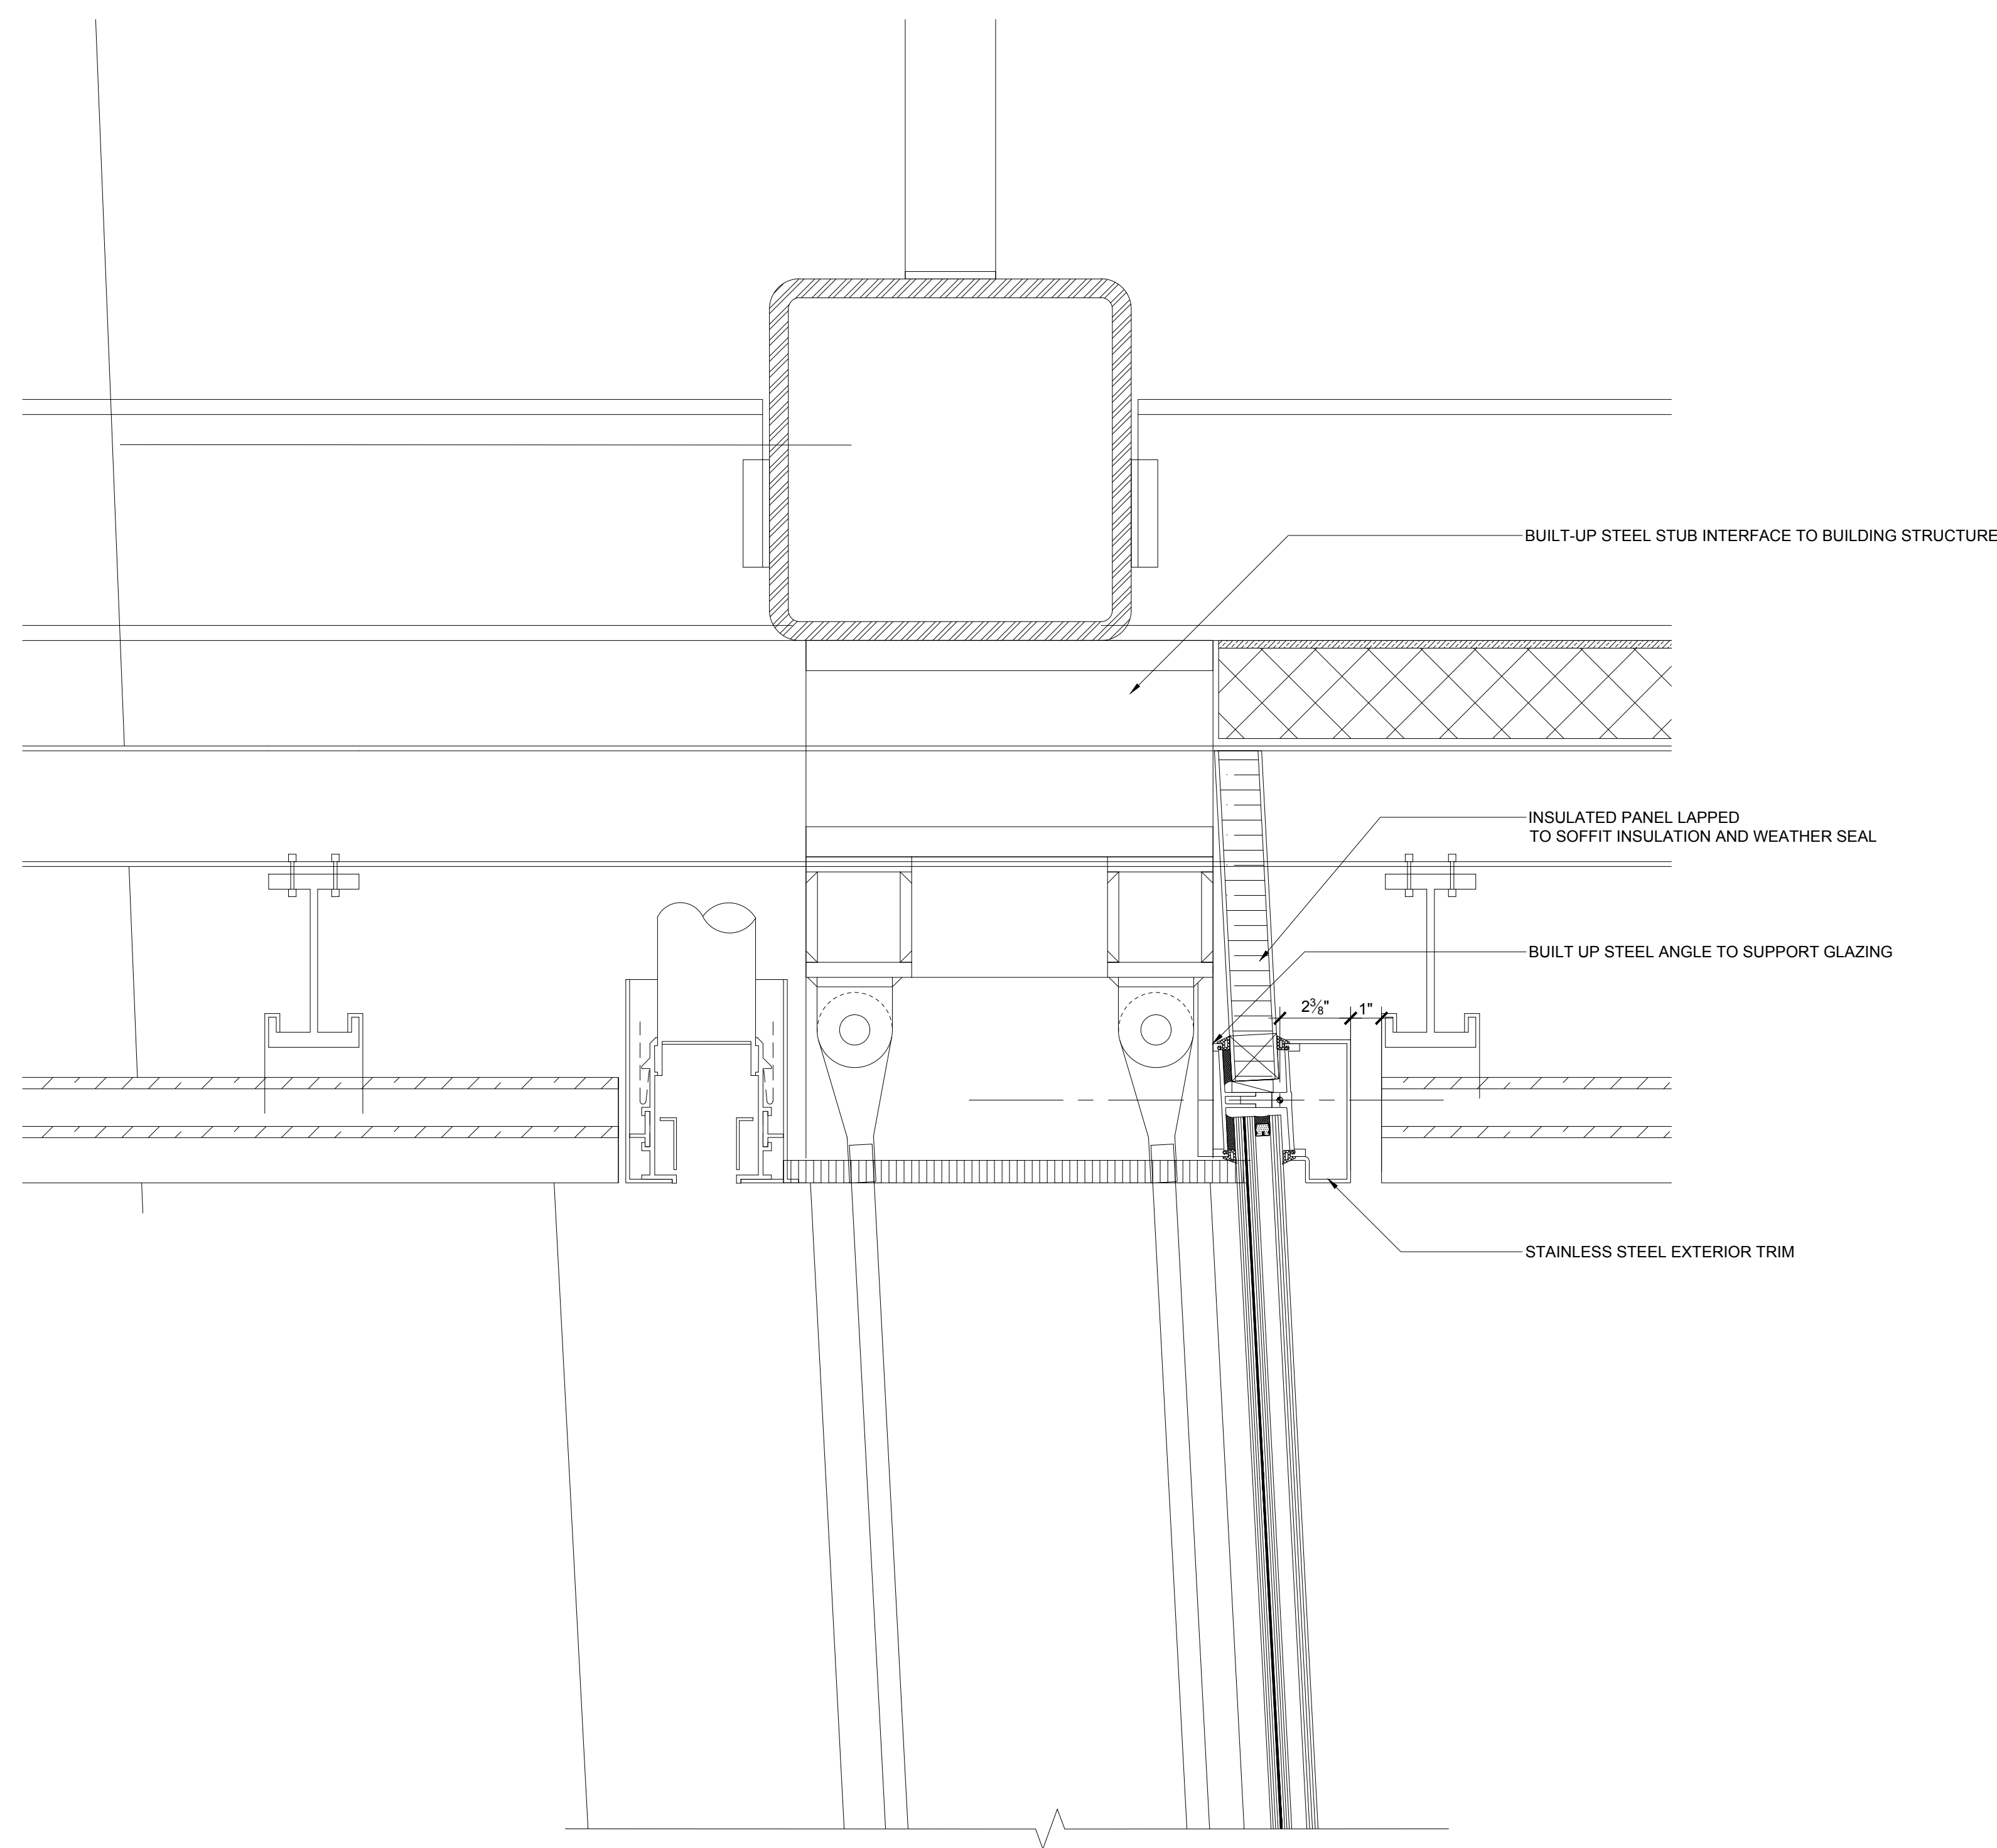 BUILT-UP STEEL STUB INTERFACE TO BUILDING STRUCTURE
INSULATED PANEL LAPPED
TO SOFFIT INSULATION AND WEATHER SEAL
BUILT UP STEEL ANGLE TO SUPPORT GLAZING
2⅜" 1"
STAINLESS STEEL EXTERIOR TRIM